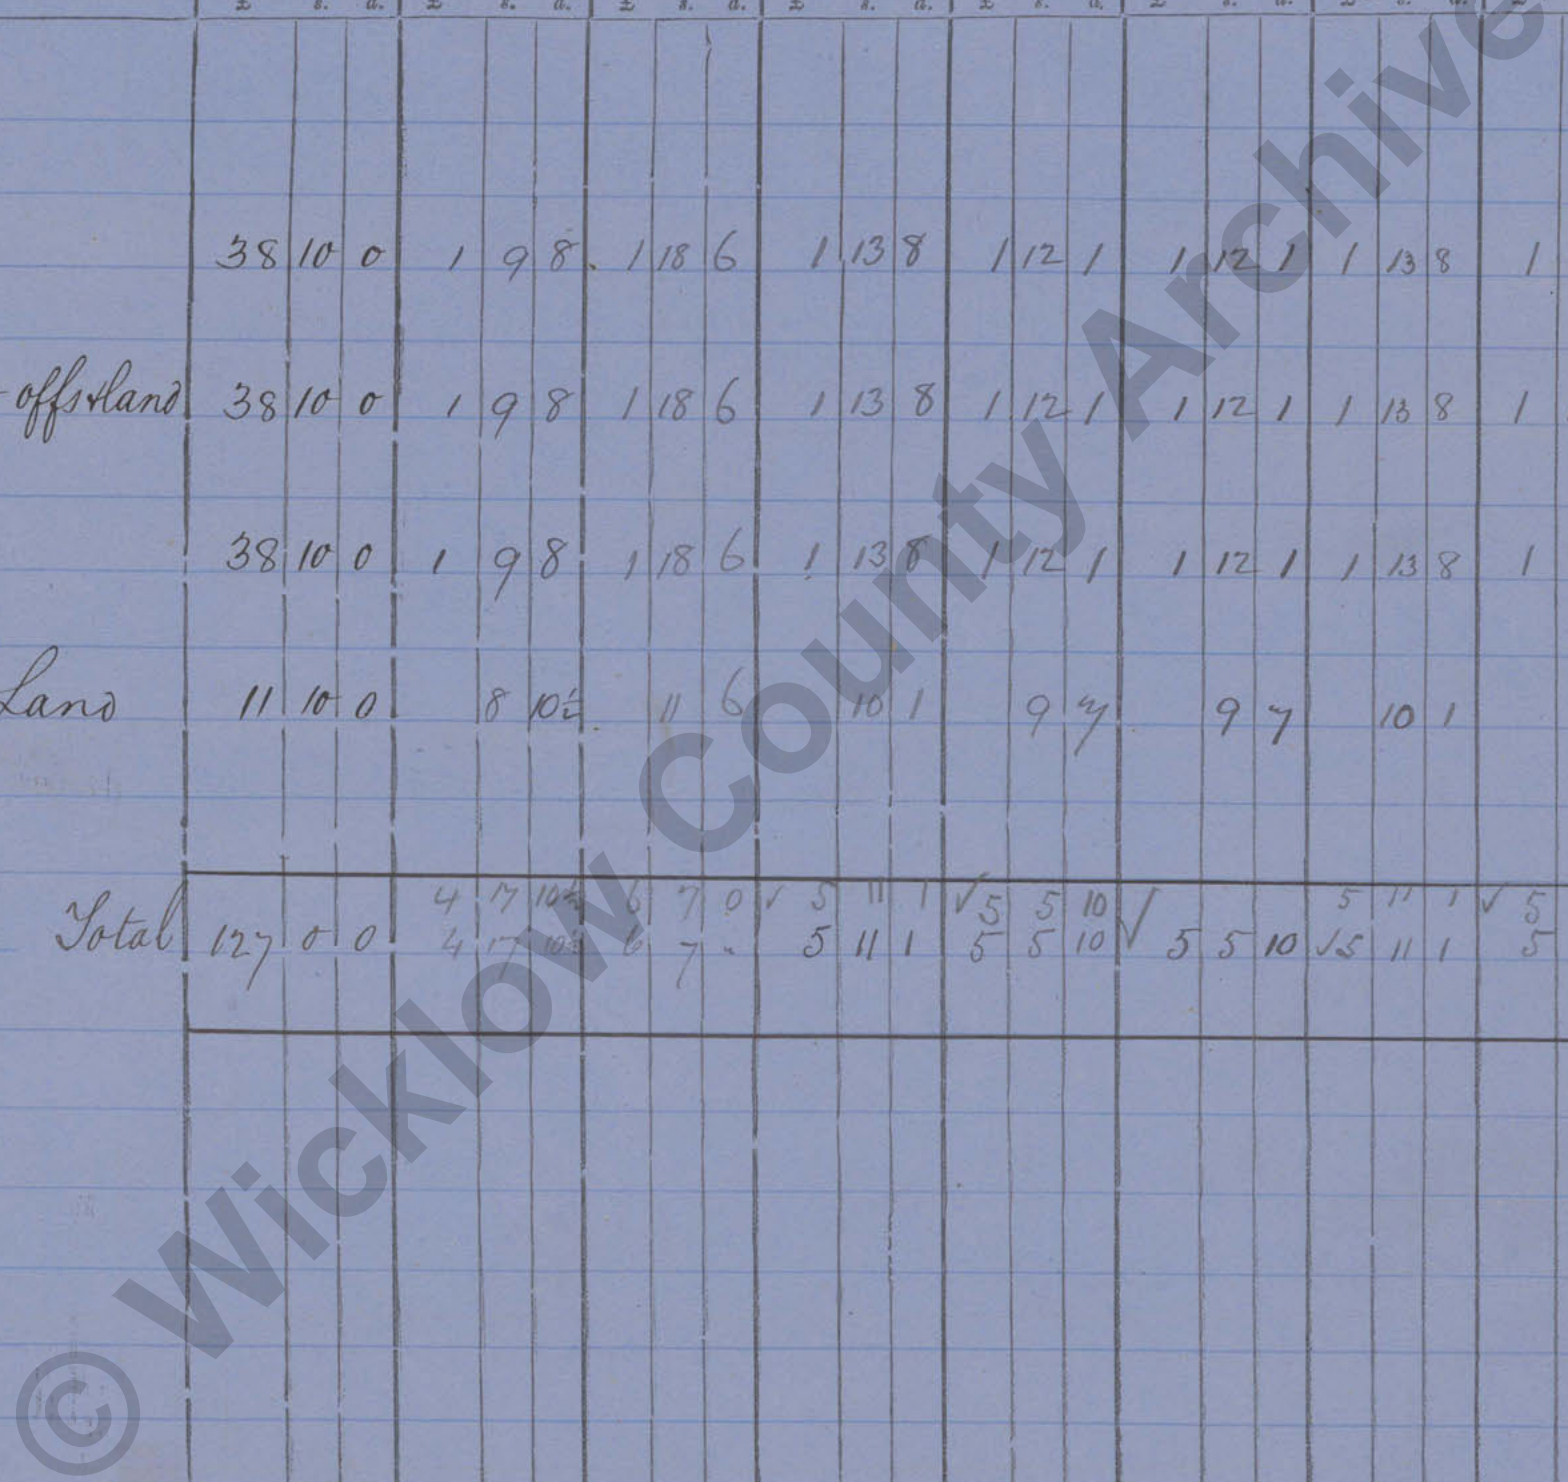 £ s. d. £ s. d. £ s. d. £ s. d. £ s. d. £ s. d. £ s. d. £
38 10 0 1 9 8 1 18 6 1 13 8 1 12 1 1 12 1 1 13 8 1
offs & land 38 10 0 1 9 8 1 18 6 1 13 8 1 12 1 1 12 1 1 13 8 1
38 10 0 1 9 8 1 18 6 1 13 8 1 12 1 1 12 1 1 13 8 1
Land 11 10 0 8 10½ 11 6 10 1 9 7 9 7 10 1
4 17 10½ 6 7 0 √ 5 11 1 √ 5 5 10 √ 5 11 1 √ 5
Total 127 0 0 4 17 10½ 6 7 - 5 11 1 5 5 10 5 5 10 √ 5 11 1 5
© Wicklow County Archive